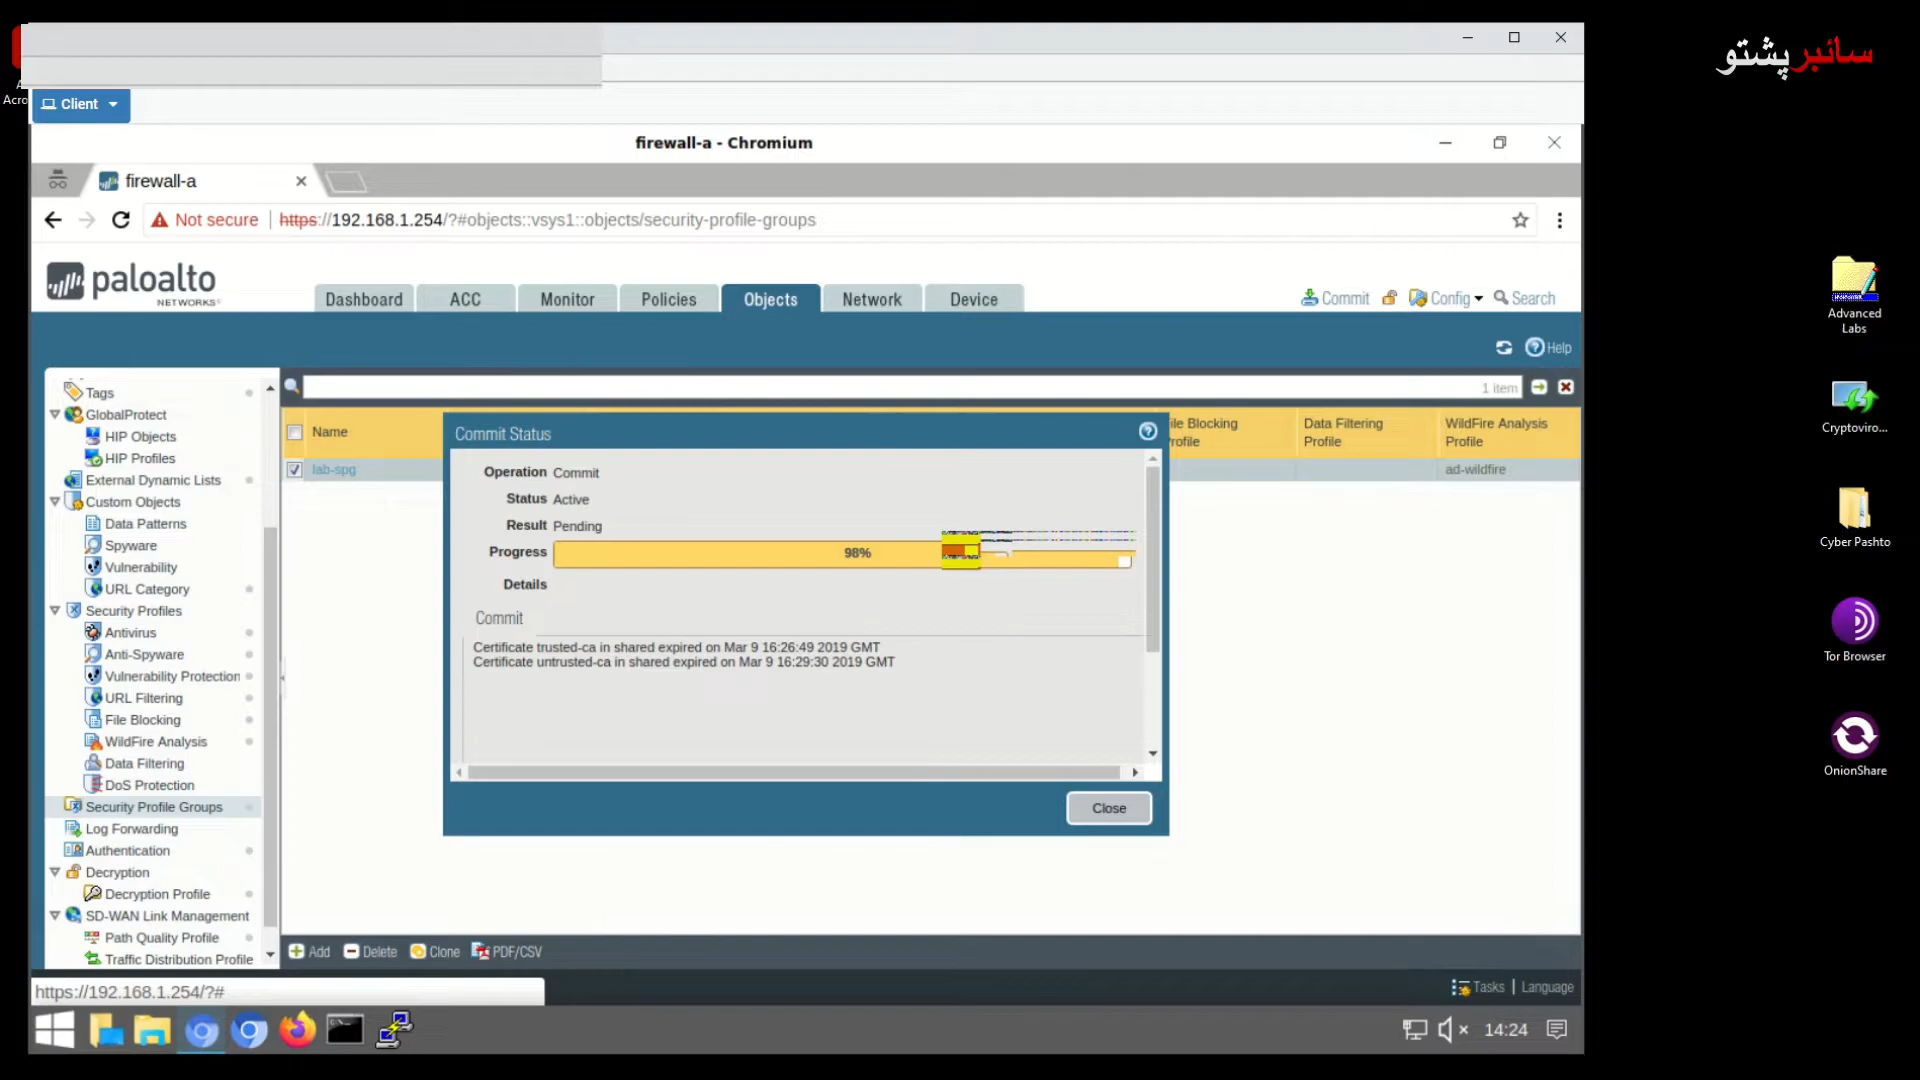 سائبر پشتو
Acro
Client
firewall-a - Chromium
firewall-a
Not secure https://192.168.1.254/?#objects::vsys1::objects/security-profile-groups
paloalto
NETWORKS
Dashboard ACC Monitor Policies Objects Network Device
Commit Config Search
Help
1 item
Tags
GlobalProtect
HIP Objects
HIP Profiles
External Dynamic Lists
Custom Objects
Data Patterns
Spyware
Vulnerability
URL Category
Security Profiles
Antivirus
Anti-Spyware
Vulnerability Protection
URL Filtering
File Blocking
WildFire Analysis
Data Filtering
DoS Protection
Security Profile Groups
Log Forwarding
Authentication
Decryption
Decryption Profile
SD-WAN Link Management
Path Quality Profile
Traffic Distribution Profile
Name
ile Blocking
rofile
Data Filtering
Profile
WildFire Analysis
Profile
lab-spg
ad-wildfire
Commit Status
Operation Commit
Status Active
Result Pending
Progress 98%
Details
Commit
Certificate trusted-ca in shared expired on Mar 9 16:26:49 2019 GMT
Certificate untrusted-ca in shared expired on Mar 9 16:29:30 2019 GMT
Close
Add Delete Clone PDF/CSV
https://192.168.1.254/?#
Tasks | Language
14:24
Advanced
Labs
Cryptoviro...
Cyber Pashto
Tor Browser
OnionShare